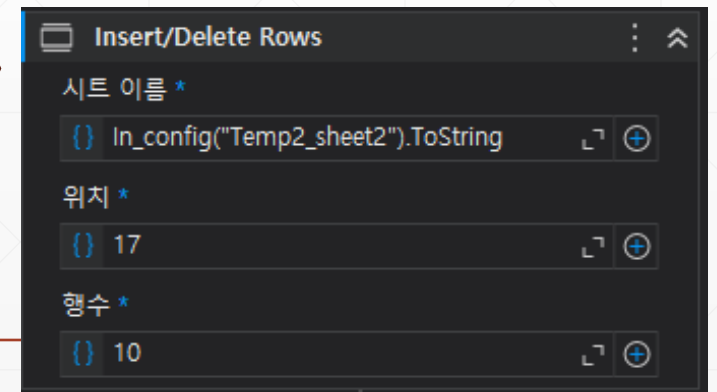 Insert/Delete Rows
시트 이름 *
{} In_config("Temp2_sheet2").ToString
위치 *
{} 17
행수 *
{} 10